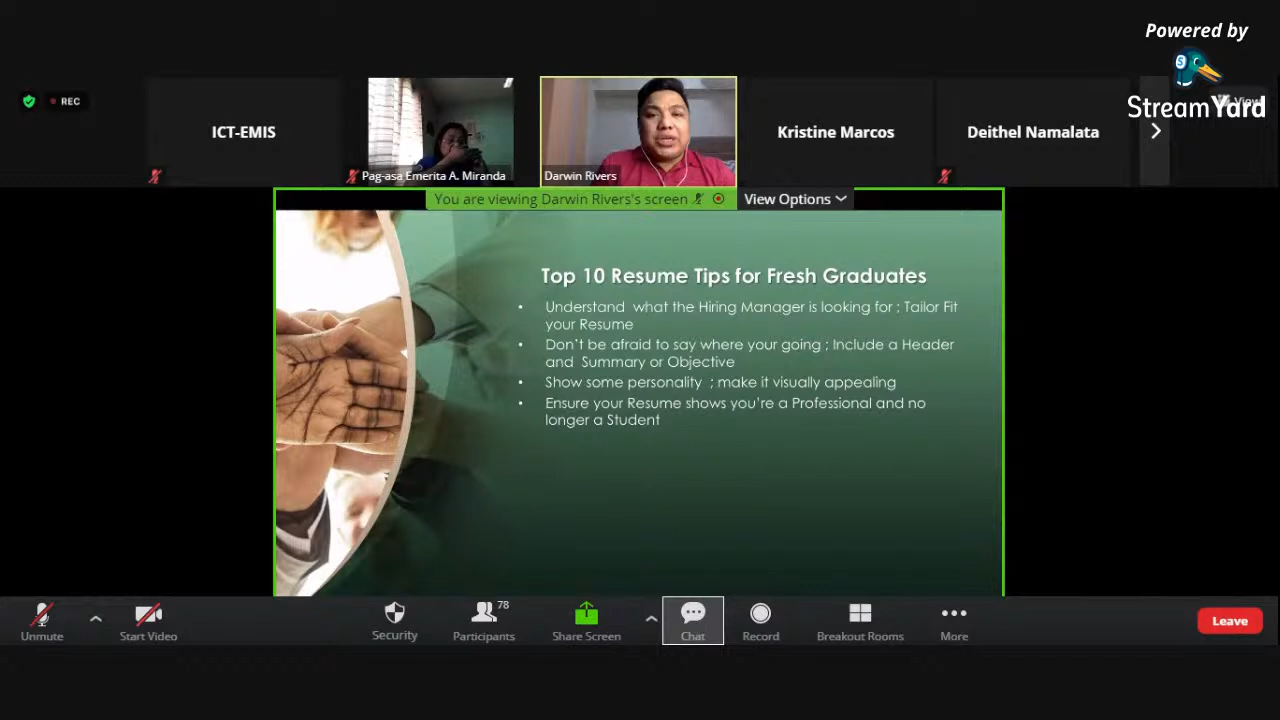 Powered by
StreamYard
REC
ICT-EMIS
Pag-asa Emerita A. Miranda
Darwin Rivers
Kristine Marcos
Deithel Namalata
View
You are viewing Darwin Rivers's screen
View Options
Top 10 Resume Tips for Fresh Graduates
• Understand what the Hiring Manager is looking for ; Tailor Fit
your Resume
• Don't be afraid to say where your going ; Include a Header
and Summary or Objective
• Show some personality ; make it visually appealing
• Ensure your Resume shows you're a Professional and no
longer a Student
Unmute
Start Video
Security
78
Participants
Share Screen
Chat
Record
Breakout Rooms
More
Leave